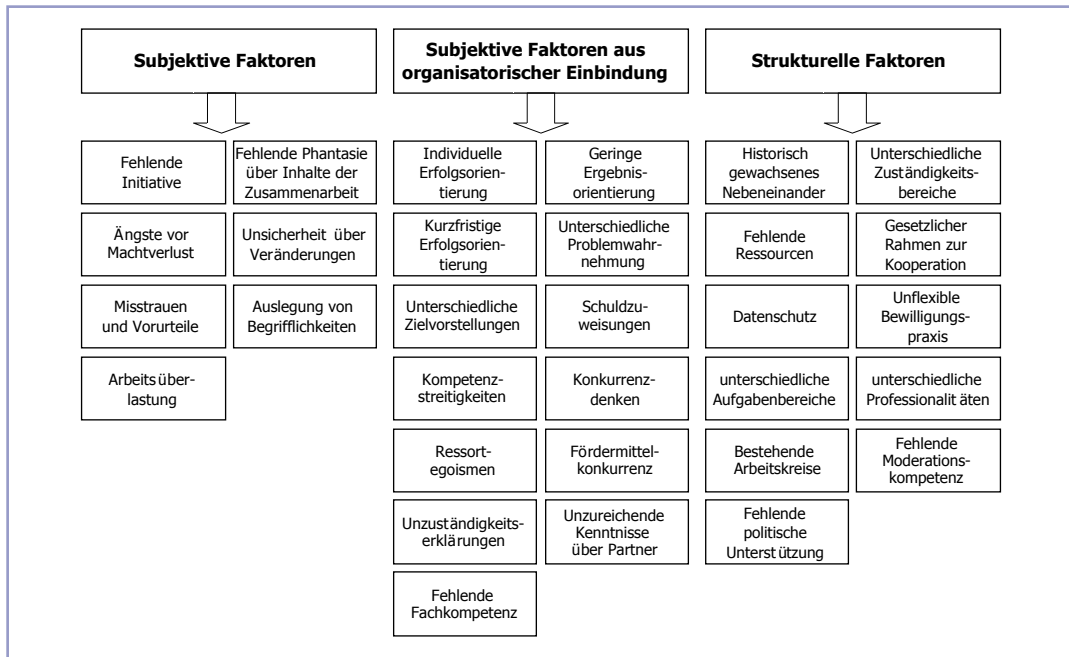 Subjektive Faktoren
Subjektive Faktoren aus
organisatorischer Einbindung
Strukturelle Faktoren
Fehlende
Initiative
Fehlende Phantasie
über Inhalte der
Zusammenarbeit
Ängste vor
Machtverlust
Unsicherheit über
Veränderungen
Misstrauen
und Vorurteile
Auslegung von
Begrifflichkeiten
Arbeitsüber-
lastung
Individuelle
Erfolgsorien-
tierung
Geringe
Ergebnis-
orientierung
Kurzfristige
Erfolgsorien-
tierung
Unterschiedliche
Problemwahr-
nehmung
Unterschiedliche
Zielvorstellungen
Schuldzu-
weisungen
Kompetenz-
streitigkeiten
Konkurrenz-
denken
Ressort-
egoismen
Fördermittel-
konkurrenz
Unzuständigkeits-
erklärungen
Unzureichende
Kenntnisse
über Partner
Fehlende
Fachkompetenz
Historisch
gewachsenes
Nebeneinander
Unterschiedliche
Zuständigkeits-
bereiche
Fehlende
Ressourcen
Gesetzlicher
Rahmen zur
Kooperation
Datenschutz
Unflexible
Bewilligungs-
praxis
unterschiedliche
Aufgabenbereiche
unterschiedliche
Professionalitäten
Bestehende
Arbeitskreise
Fehlende
Moderations-
kompetenz
Fehlende
politische
Unterstützung